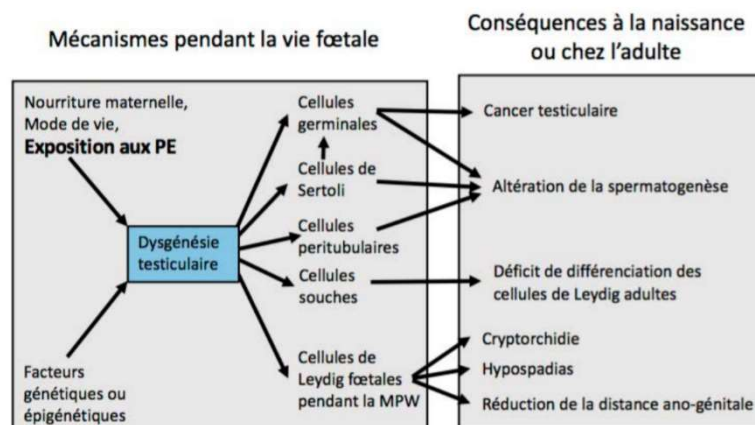 Mécanismes pendant la vie fœtale
Conséquences à la naissance
ou chez l'adulte
Nourriture maternelle,
Mode de vie,
Exposition aux PE
Dysgénésie
testiculaire
Facteurs
génétiques ou
épigénétiques
Cellules
germinales
Cellules de
Sertoli
Cellules
peritubulaires
Cellules
souches
Cellules de
Leydig fœtales
pendant la MPW
Cancer testiculaire
Altération de la spermatogenèse
Déficit de différenciation des
cellules de Leydig adultes
Cryptorchidie
Hypospadias
Réduction de la distance ano-génitale